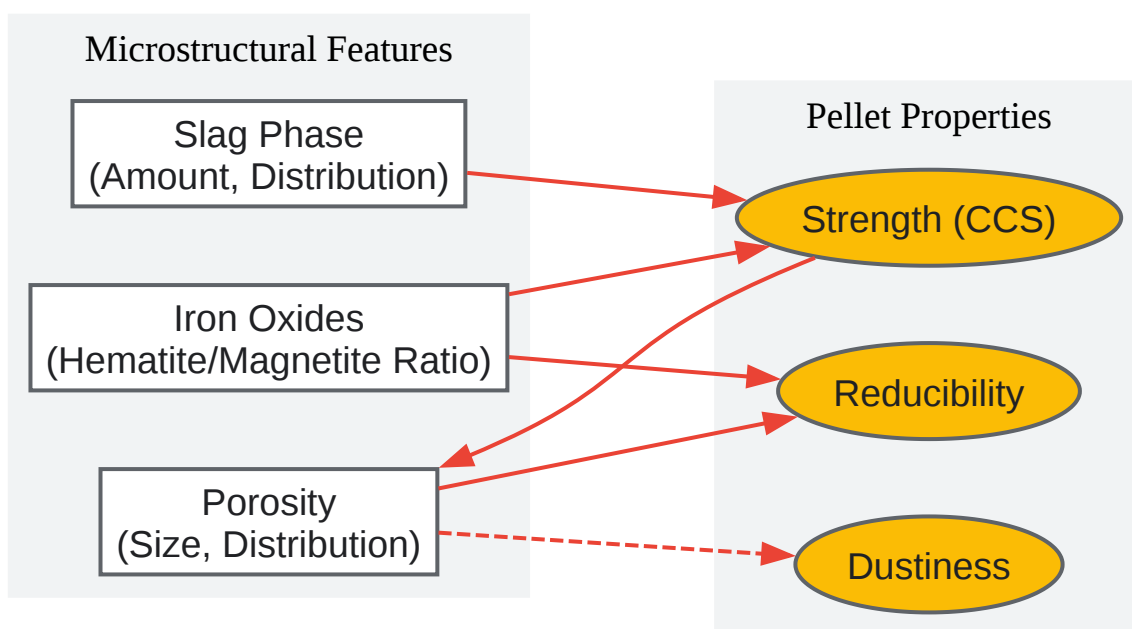 Microstructural Features
Slag Phase
(Amount, Distribution)
Iron Oxides
(Hematite/Magnetite Ratio)
Porosity
(Size, Distribution)
Pellet Properties
Strength (CCS)
Reducibility
Dustiness